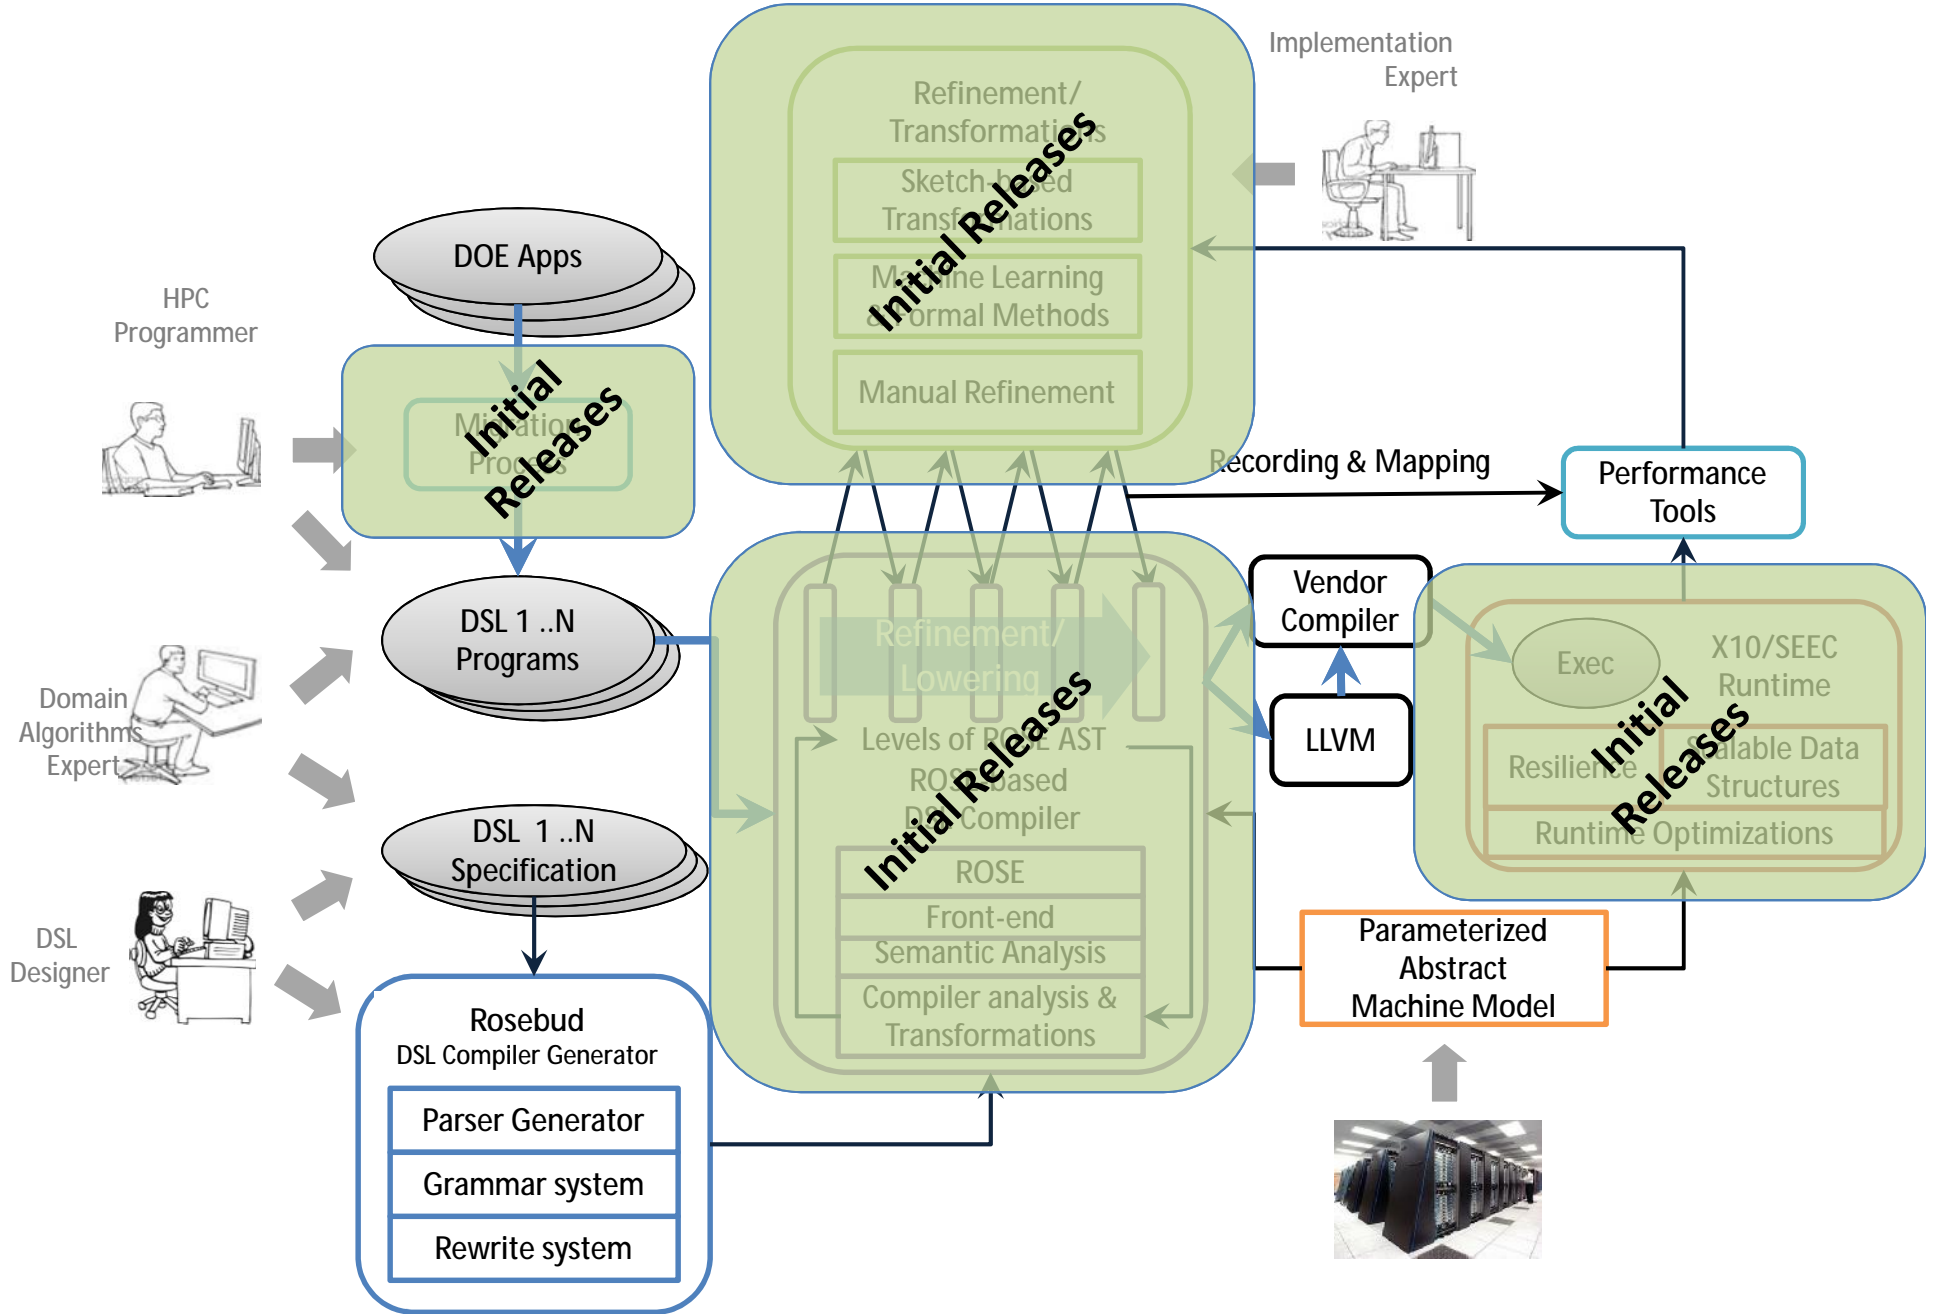 Implementation
Expert
Refinement/
Transformations
Sketch-based
Transformations
Machine Learning
& Formal Methods
Manual Refinement
Initial Releases
DOE Apps
HPC
Programmer
Migration
Process
Initial
Releases
Recording & Mapping
Performance
Tools
DSL 1 ..N
Programs
Refinement/
Lowering
Levels of ROSE AST
ROSE-based
DSL Compiler
ROSE
Front-end
Semantic Analysis
Compiler analysis &
Transformations
Initial Releases
Vendor
Compiler
LLVM
Exec
X10/SEEC
Runtime
Resilience
Scalable Data
Structures
Runtime Optimizations
Initial
Releases
Domain
Algorithms
Expert
DSL 1 ..N
Specification
DSL
Designer
Parameterized
Abstract
Machine Model
Rosebud
DSL Compiler Generator
Parser Generator
Grammar system
Rewrite system